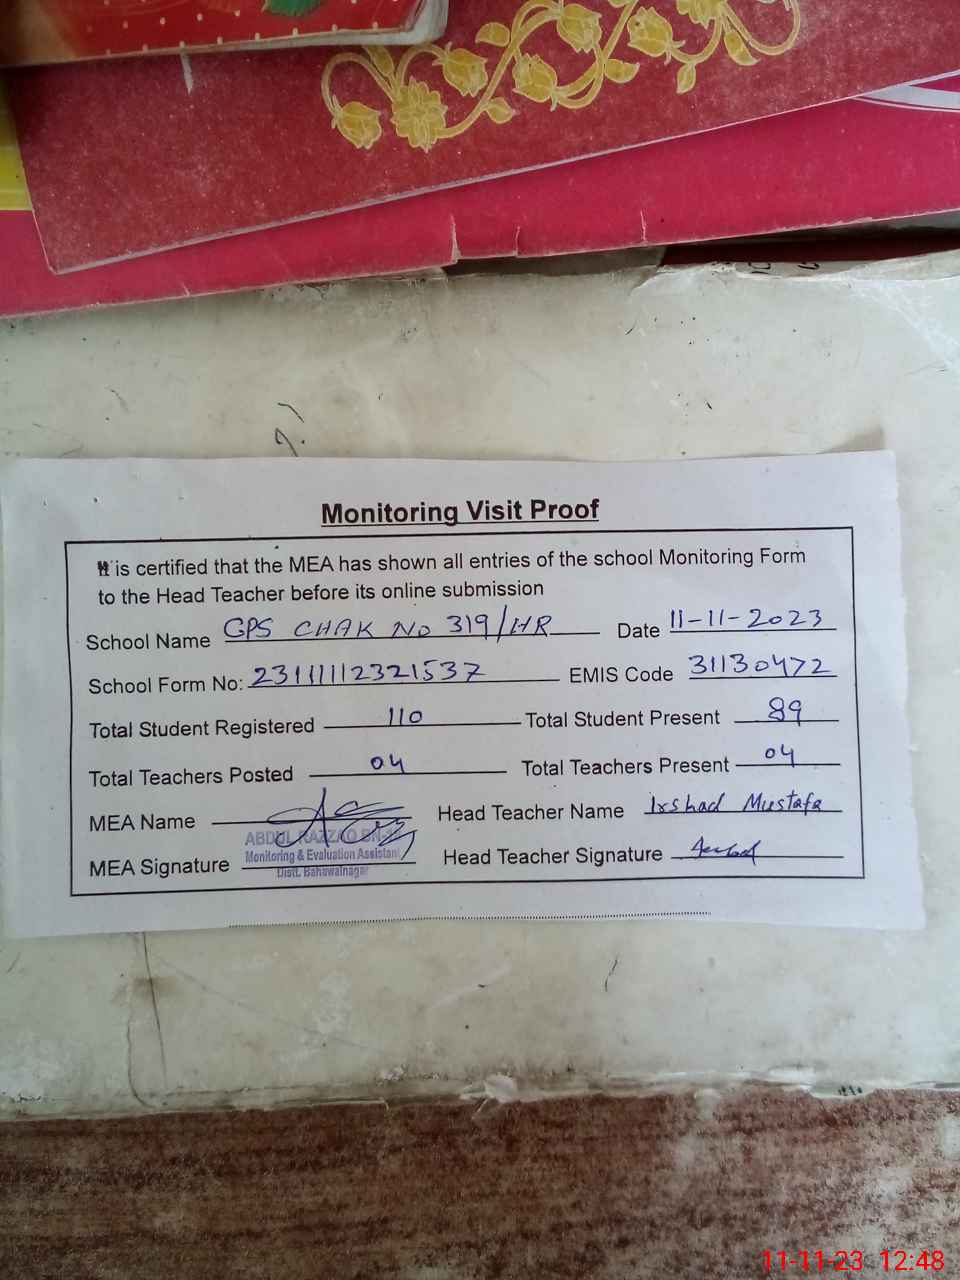 Monitoring Visit Proof
It is certified that the MEA has shown all entries of the school Monitoring Form
to the Head Teacher before its online submission
School Name GPS CHAK NO 319/HR Date 11-11-2023
School Form No: 231111112321537 EMIS Code 31130472
Total Student Registered 110 Total Student Present 89
Total Teachers Posted 04 Total Teachers Present 04
MEA Name Head Teacher Name Irshad Mustafa
ABDUL RAZZAQ
MEA Signature Monitoring & Evaluation Assistant Head Teacher Signature
Distt. Bahawalnagar
11-11-23 12:48